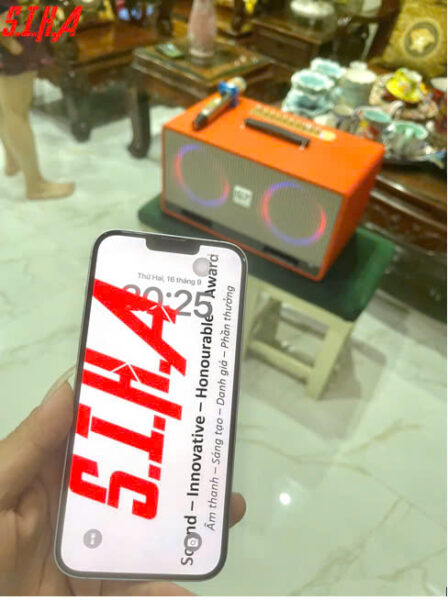 S.I.H.A
Thứ Hai, 16 tháng 9
20:25
S.I.H.A
Sound – Innovative – Honourable – Award
Âm thanh – Sáng tạo – Danh giá – Phần thưởng